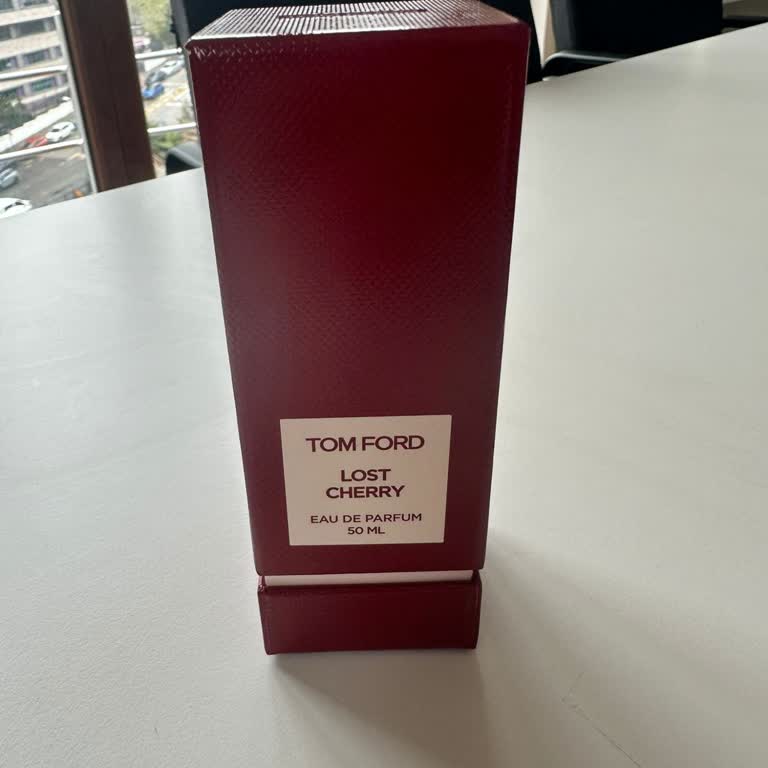 TOM FORD
LOST
CHERRY
EAU DE PARFUM
50 ML